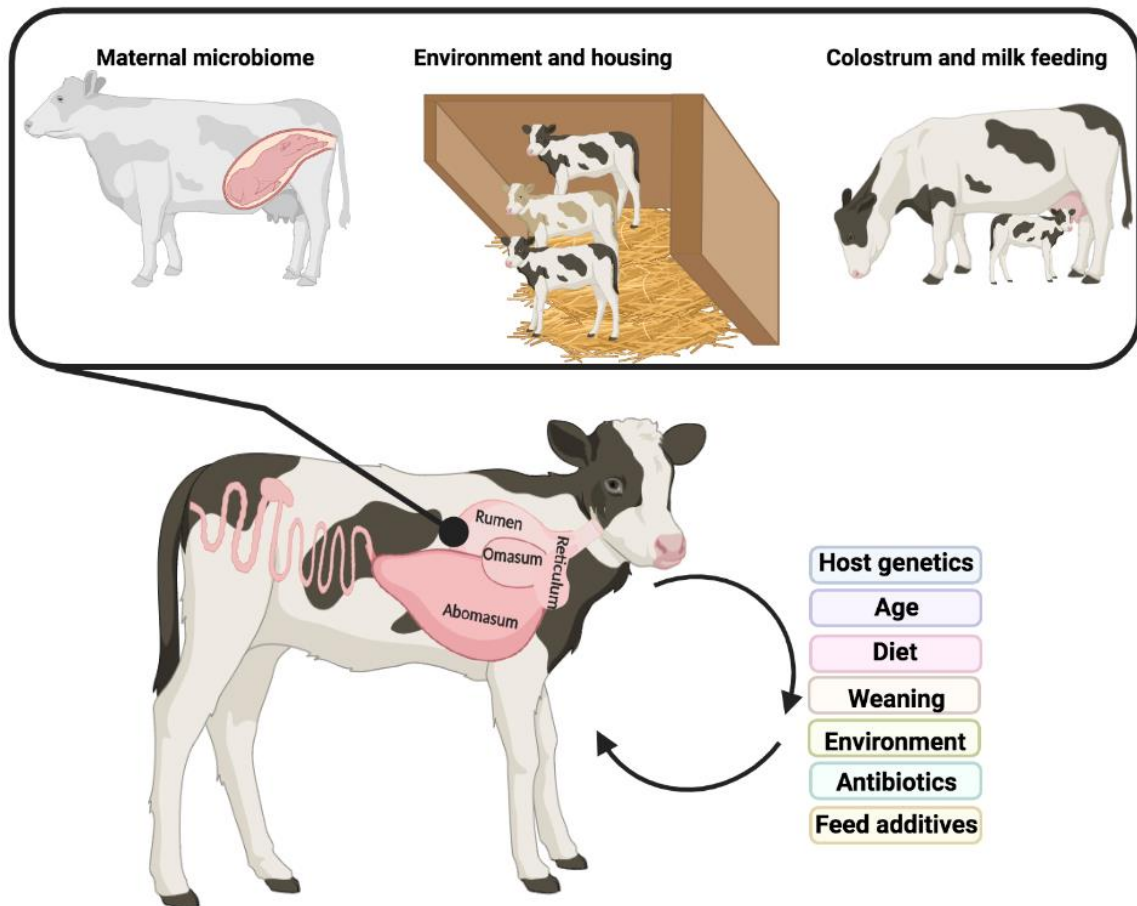 Maternal microbiome
Environment and housing
Colostrum and milk feeding
Rumen
Omasum
Reticulum
Abomasum
Host genetics
Age
Diet
Weaning
Environment
Antibiotics
Feed additives